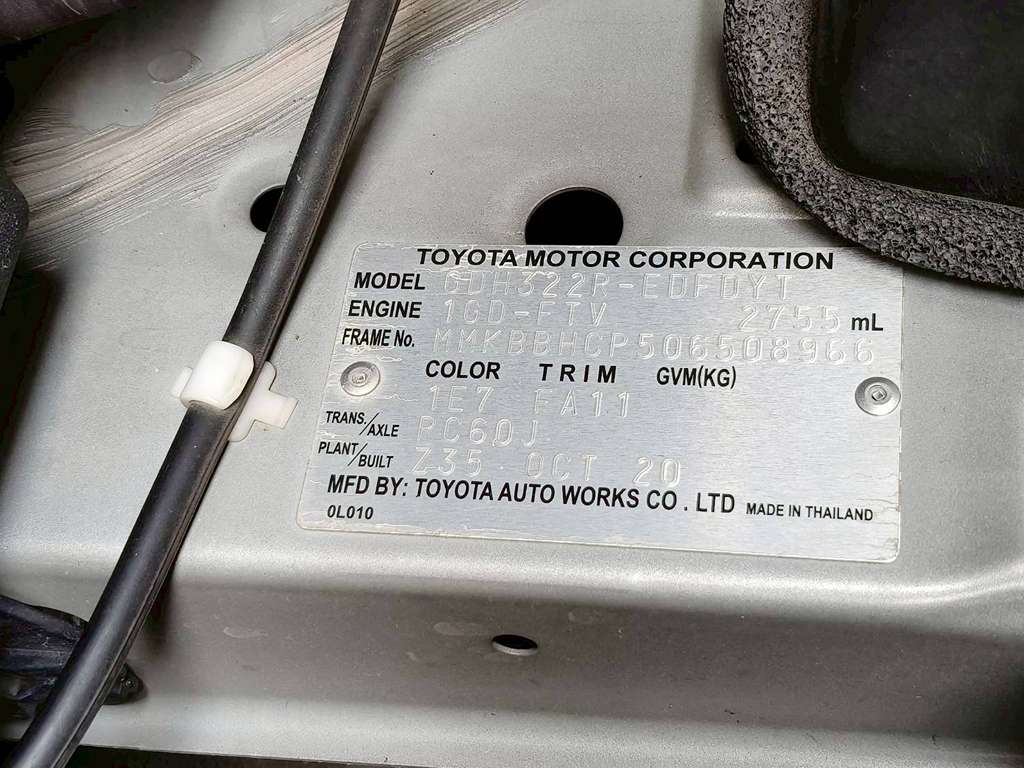 TOYOTA MOTOR CORPORATION
MODEL GDH322R-EDFDYT
ENGINE 1GD-FTV 2755 mL
FRAME No. MMKBBHCP506508966
COLOR TRIM GVM(KG)
1E7 FA11
TRANS./AXLE PC60J
PLANT/BUILT Z35 OCT 20
MFD BY: TOYOTA AUTO WORKS CO . LTD MADE IN THAILAND
0L010